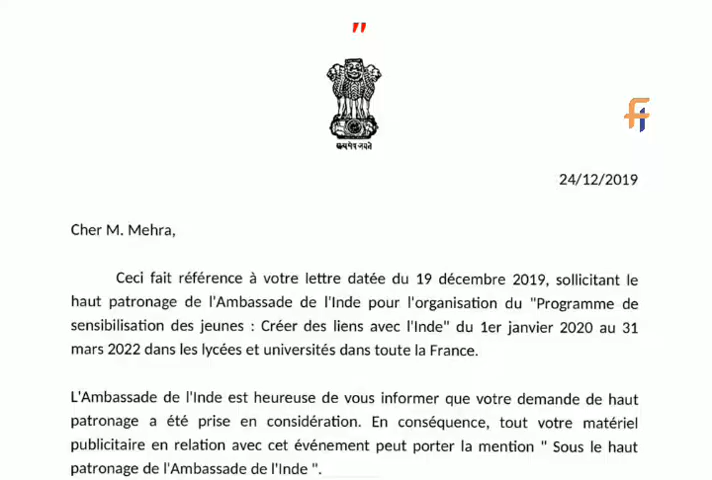 "
सत्यमेव जयते
fi
24/12/2019
Cher M. Mehra,
Ceci fait référence à votre lettre datée du 19 décembre 2019, sollicitant le
haut patronage de l'Ambassade de l'Inde pour l'organisation du "Programme de
sensibilisation des jeunes : Créer des liens avec l'Inde" du 1er janvier 2020 au 31
mars 2022 dans les lycées et universités dans toute la France.
L'Ambassade de l'Inde est heureuse de vous informer que votre demande de haut
patronage a été prise en considération. En conséquence, tout votre matériel
publicitaire en relation avec cet événement peut porter la mention " Sous le haut
patronage de l'Ambassade de l'Inde ".